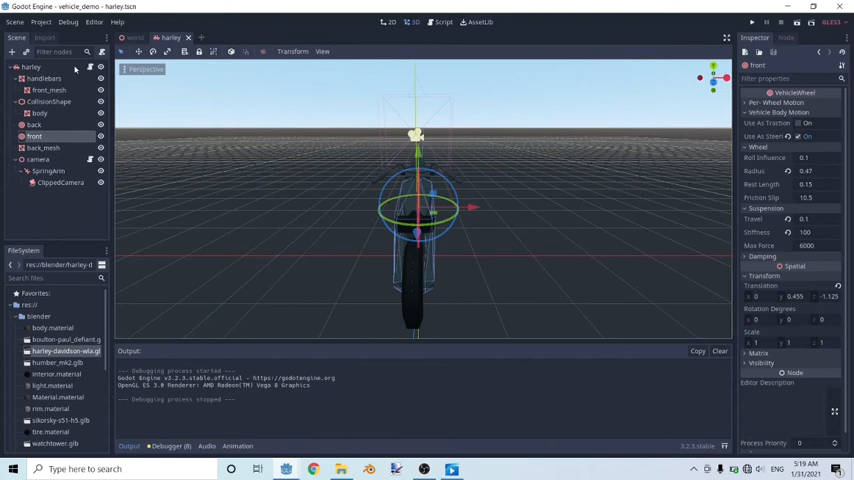 Godot Engine - vehicle_demo - harley.tscn
Scene Project Debug Editor Help
2D 3D Script AssetLib
GLES3
Scene Import
Filter nodes
harley
handlebars
front_mesh
CollisionShape
body
back
front
back_mesh
camera
SpringArm
ClippedCamera
FileSystem
res://blender/harley-d
Search files
Favorites:
res://
blender
body.material
boulton-paul_defiant.g
harley-davidson-wla.gl
humber_mk2.glb
interior.material
light.material
Material.material
rim.material
sikorsky-s51-h5.glb
tire.material
watchtower.glb
world harley
Transform View
Perspective
Output:
Copy Clear
--- Debugging process started ---
Godot Engine v3.2.3.stable.official - https://godotengine.org
OpenGL ES 3.0 Renderer: AMD Radeon(TM) Vega 8 Graphics
--- Debugging process stopped ---
Output Debugger (8) Audio Animation
3.2.3.stable
Inspector Node
front
Filter properties
VehicleWheel
Per- Wheel Motion
Vehicle Body Motion
Use As Traction On
Use As Steeri On
Wheel
Roll Influence 0.1
Radius 0.47
Rest Length 0.15
Friction Slip 10.5
Suspension
Travel 0.1
Stiffness 100
Max Force 6000
Damping
Spatial
Transform
Translation
x 0 y 0.455 z -1.125
Rotation Degrees
x 0 y 0 z 0
Scale
x 1 y 1 z 1
Matrix
Visibility
Node
Editor Description
Process Priority 0
Type here to search
ENG
5:19 AM
1/31/2021